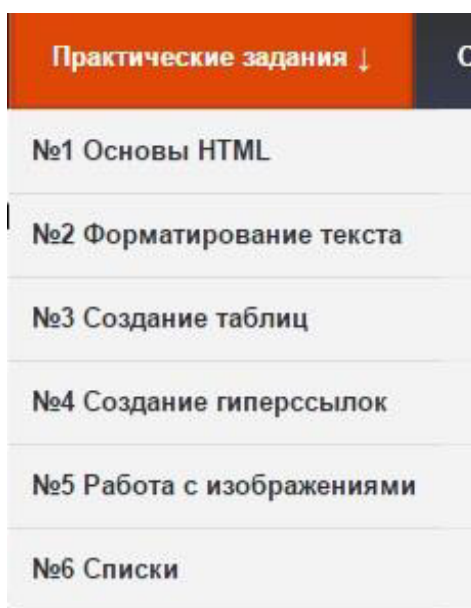 Практические задания ↓
№1 Основы HTML
№2 Форматирование текста
№3 Создание таблиц
№4 Создание гиперссылок
№5 Работа с изображениями
№6 Списки